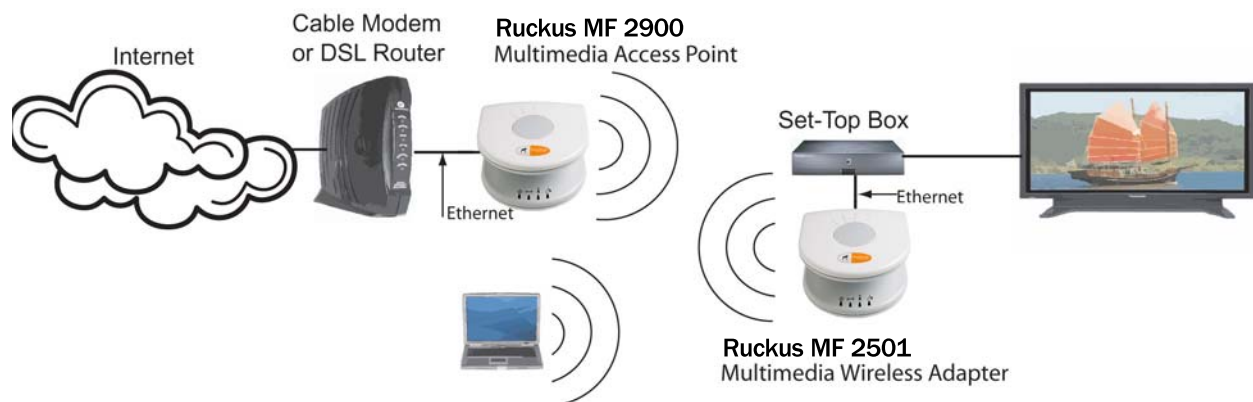 Internet
Cable Modem
or DSL Router
Ruckus MF 2900
Multimedia Access Point
Ethernet
Set-Top Box
Ethernet
Ruckus MF 2501
Multimedia Wireless Adapter